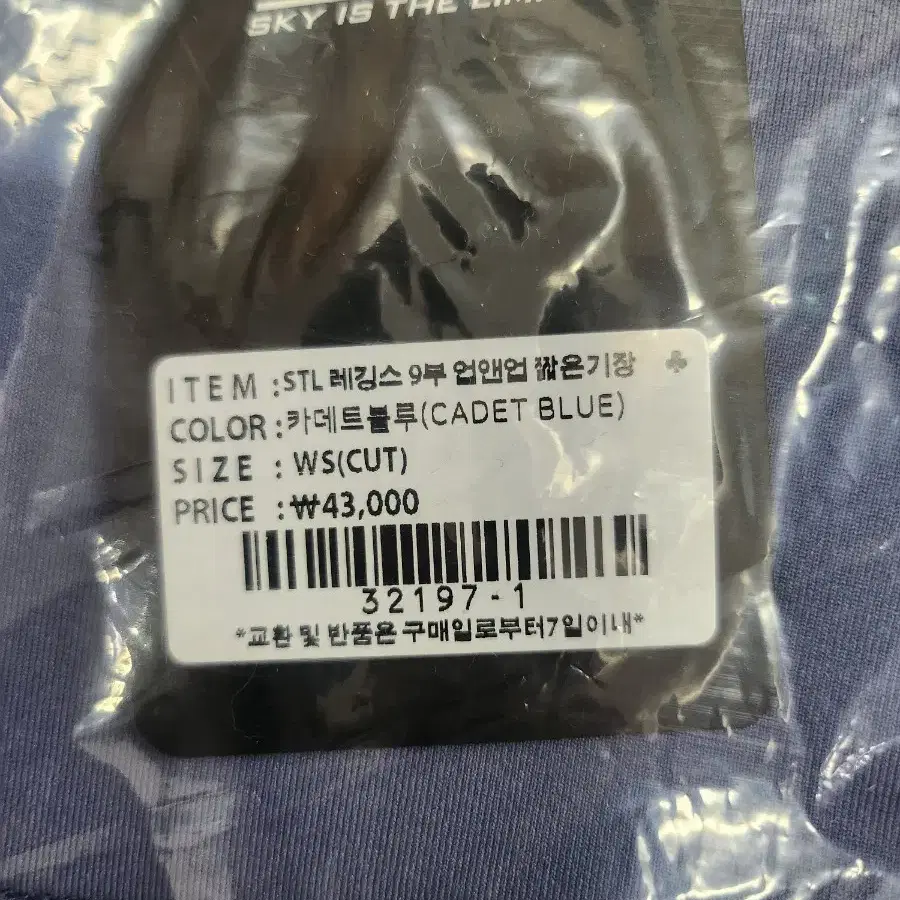 SKY IS THE
ITEM :STL 레깅스 9부 업앤업 짧은기장 ♣
COLOR :카데트블루(CADET BLUE)
SIZE : WS(CUT)
PRICE :₩43,000
32197-1
*교환 및 반품은 구매일로부터7일이내*